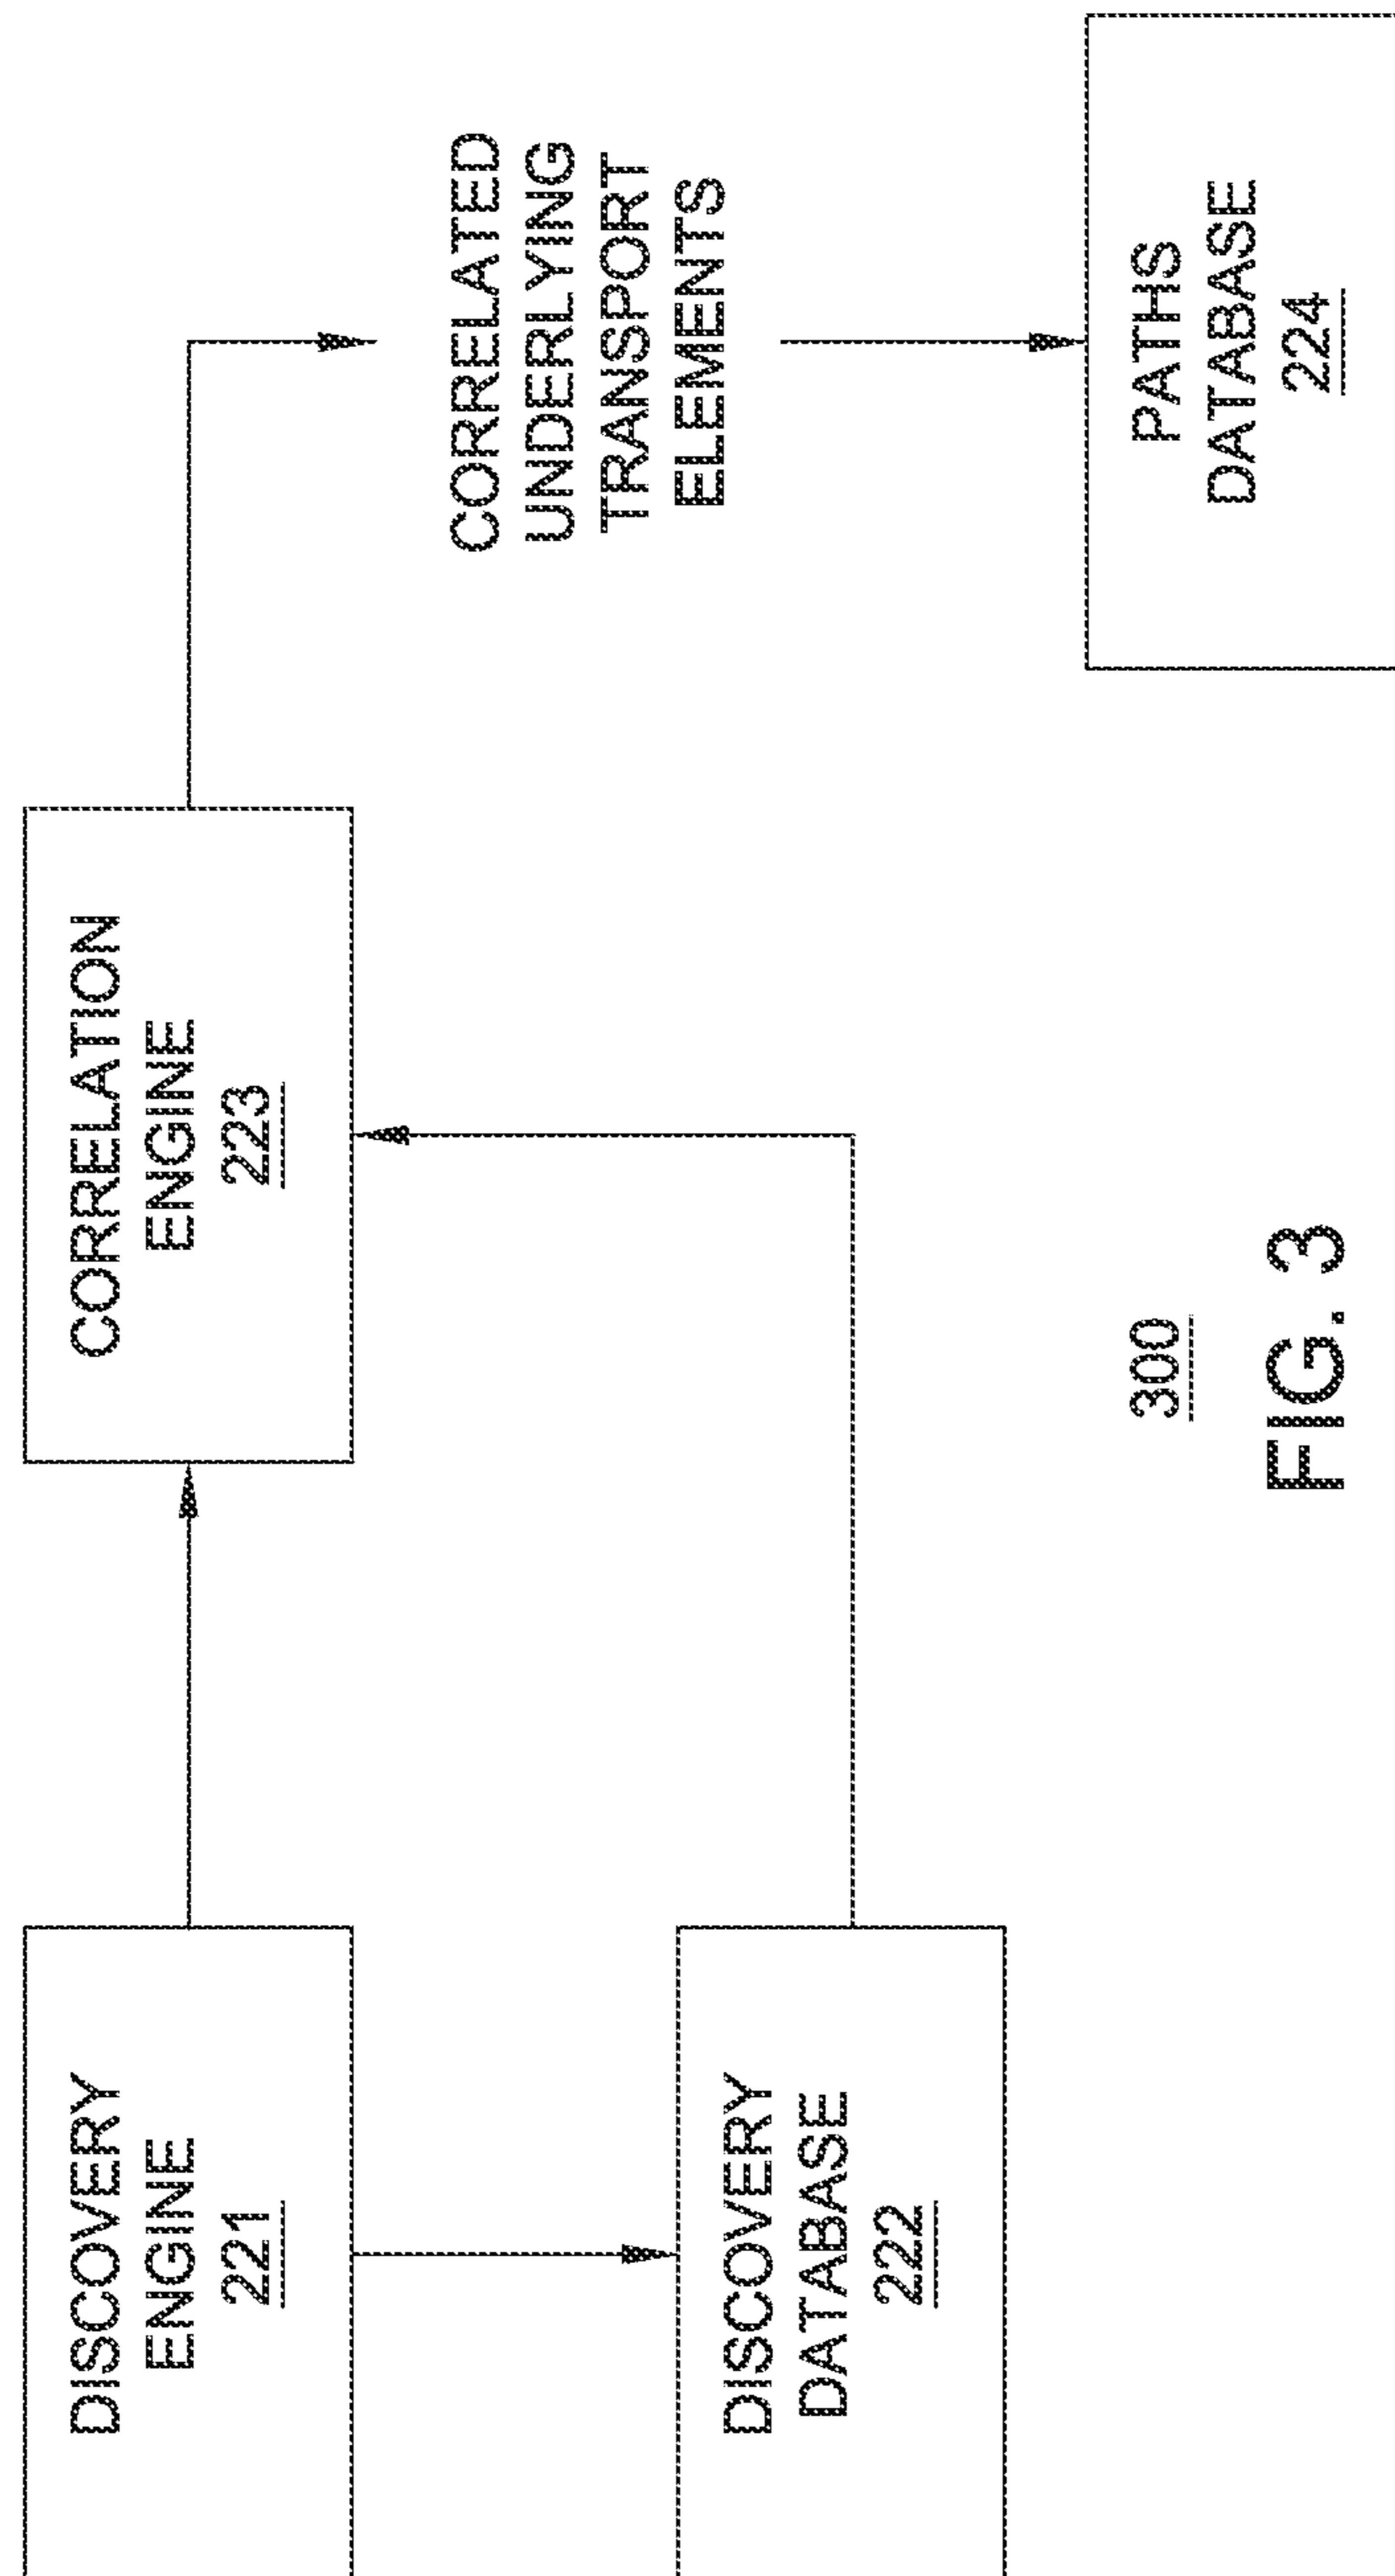 DISCOVERY
ENGINE
221
CORRELATION
ENGINE
223
CORRELATED
UNDERLYING
TRANSPORT
ELEMENTS
DISCOVERY
DATABASE
222
PATHS
DATABASE
224
300
FIG. 3